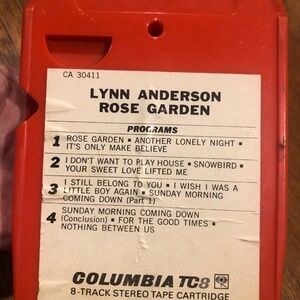 CA 30411
LYNN ANDERSON
ROSE GARDEN
PROGRAMS
1 ROSE GARDEN ▪ ANOTHER LONELY NIGHT ▪
IT'S ONLY MAKE BELIEVE
2 I DON'T WANT TO PLAY HOUSE ▪ SNOWBIRD ▪
YOUR SWEET LOVE LIFTED ME
3 I STILL BELONG TO YOU ▪ I WISH I WAS A
LITTLE BOY AGAIN ▪ SUNDAY MORNING
COMING DOWN (Part 1)
4 SUNDAY MORNING COMING DOWN
(Conclusion) ▪ FOR THE GOOD TIMES ▪
NOTHING BETWEEN US
COLUMBIA TC8
8-TRACK STEREO TAPE CARTRIDGE